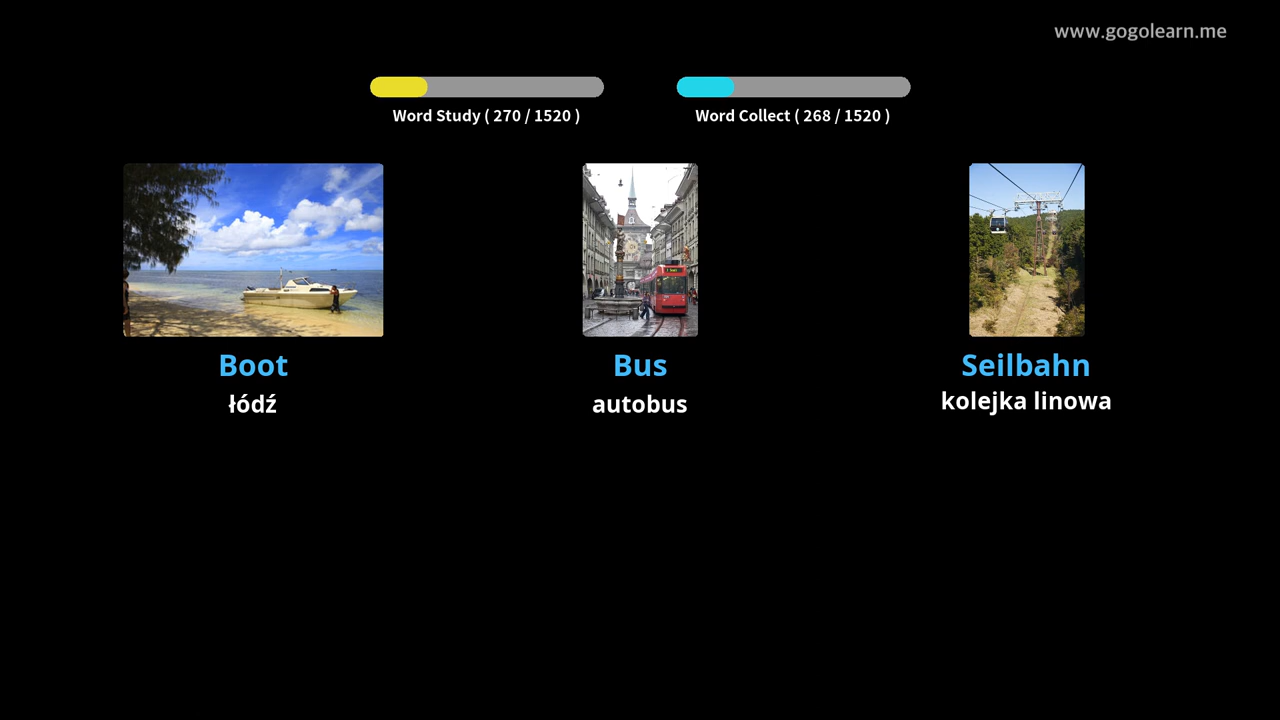 www.gogolearn.me
Word Study ( 270 / 1520 )
Word Collect ( 268 / 1520 )
Boot
łódź
Bus
autobus
Seilbahn
kolejka linowa